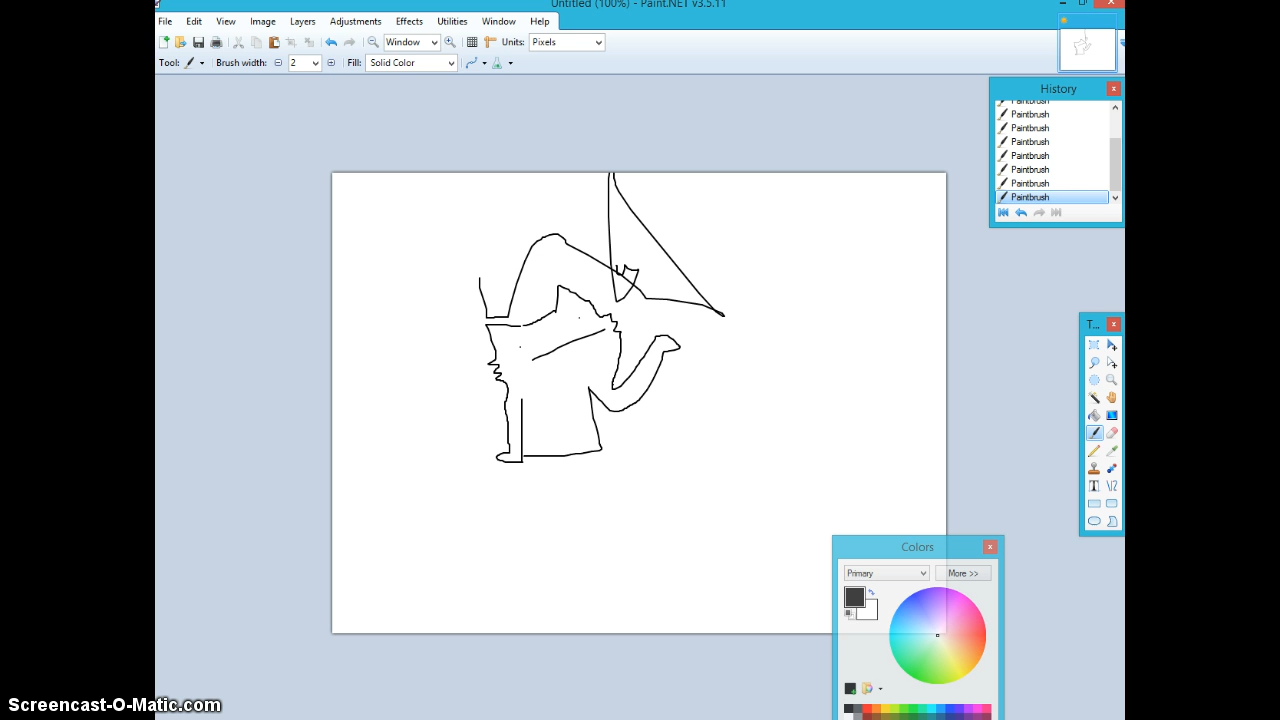 Untitled (100%) - Paint.NET v3.5.11
File Edit View Image Layers Adjustments Effects Utilities Window Help
Window Units: Pixels
Tool: Brush width: 2 Fill: Solid Color
History
Paintbrush
Paintbrush
Paintbrush
Paintbrush
Paintbrush
Paintbrush
Paintbrush
Paintbrush
T...
Colors
Primary More >>
Screencast-O-Matic.com